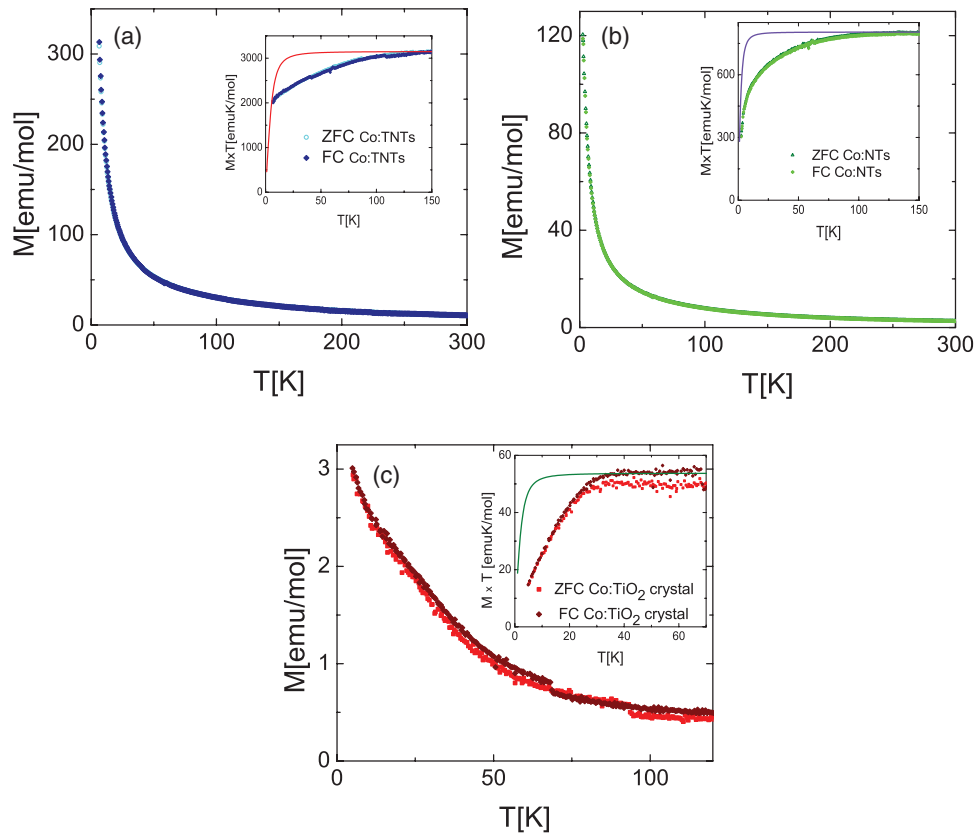 (a)
M[emu/mol]
300
200
100
0
0
100
200
300
T[K]
MxT[emuK/mol]
3000
2000
1000
0
0
50
100
150
T[K]
ZFC Co:TNTs
FC Co:TNTs
(b)
M[emu/mol]
120
80
40
0
0
100
200
300
T[K]
MxT[emuK/mol]
900
600
300
0
0
50
100
150
T[K]
ZFC Co:NTs
FC Co:NTs
(c)
M[emu/mol]
3
2
1
0
0
50
100
T[K]
M x T [emuK/mol]
60
40
20
0
0
20
40
60
T[K]
ZFC Co:TiO2 crystal
FC Co:TiO2 crystal